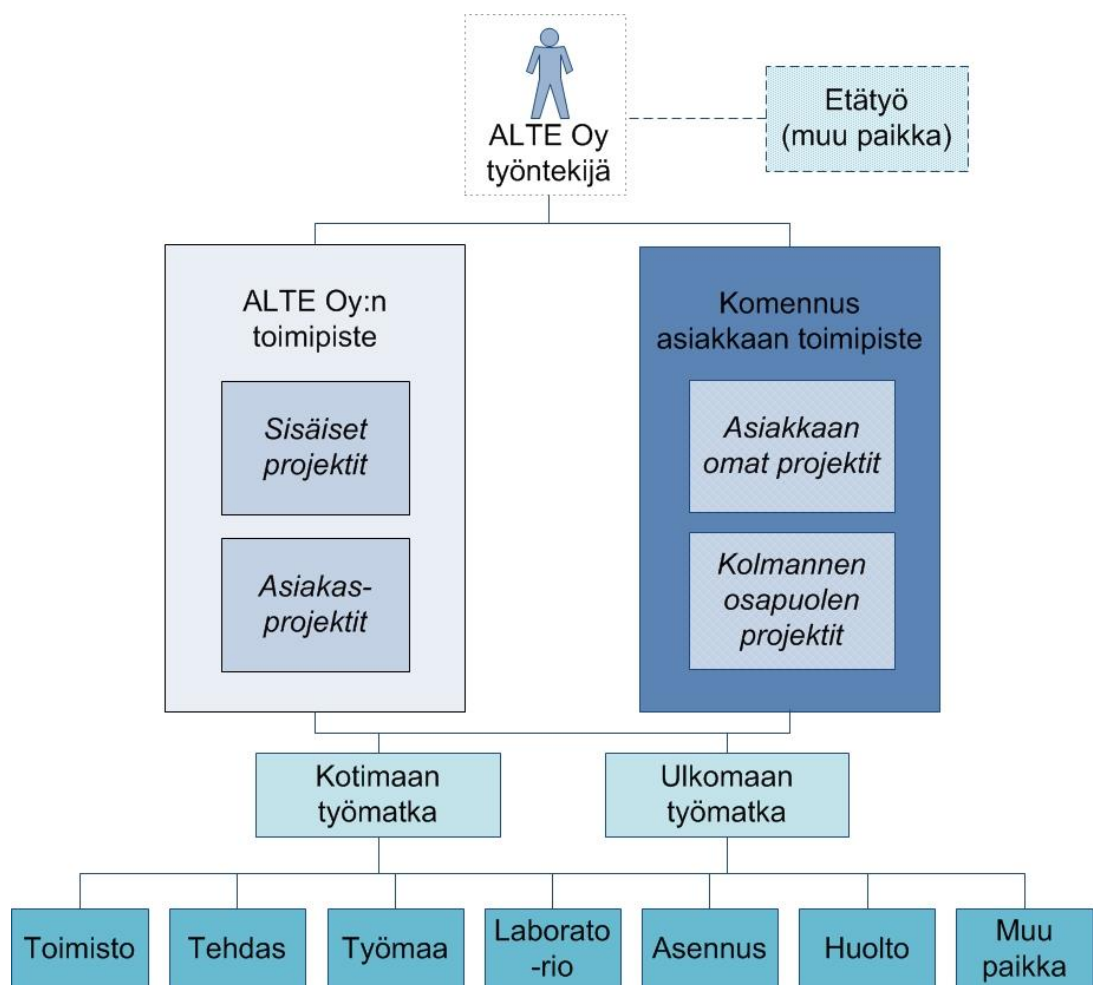 ALTE Oy
työntekijä
Etätyö
(muu paikka)
ALTE Oy:n
toimipiste
Sisäiset
projektit
Asiakas-
projektit
Komennus
asiakkaan toimipiste
Asiakkaan
omat projektit
Kolmannen
osapuolen
projektit
Kotimaan
työmatka
Ulkomaan
työmatka
Toimisto
Tehdas
Työmaa
Laborato
-rio
Asennus
Huolto
Muu
paikka